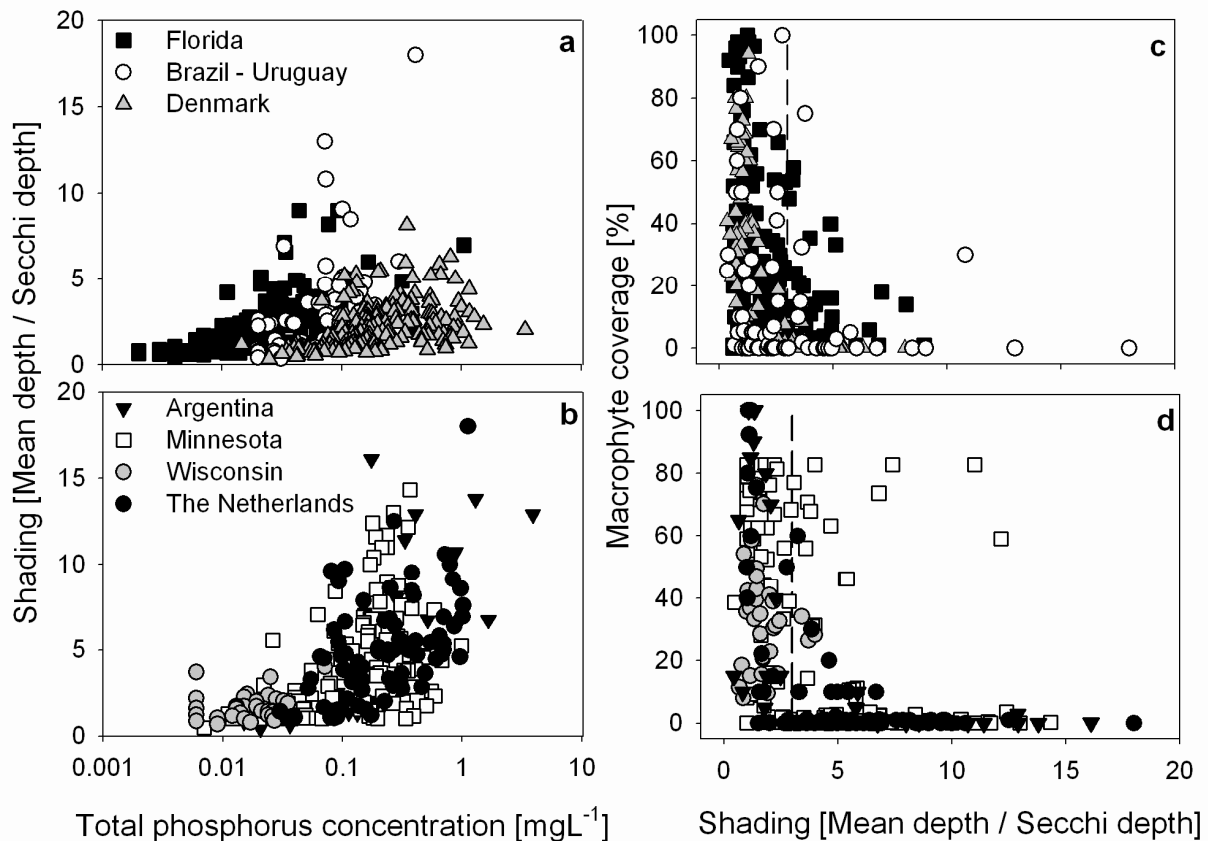 Shading [Mean depth / Secchi depth]
20
15
10
5
0
a
Florida
Brazil - Uruguay
Denmark
20
15
10
5
0
b
Argentina
Minnesota
Wisconsin
The Netherlands
0.001
0.01
0.1
1
10
Total phosphorus concentration [mgL-1]
Macrophyte coverage [%]
100
80
60
40
20
0
c
100
80
60
40
20
0
d
0
5
10
15
20
Shading [Mean depth / Secchi depth]